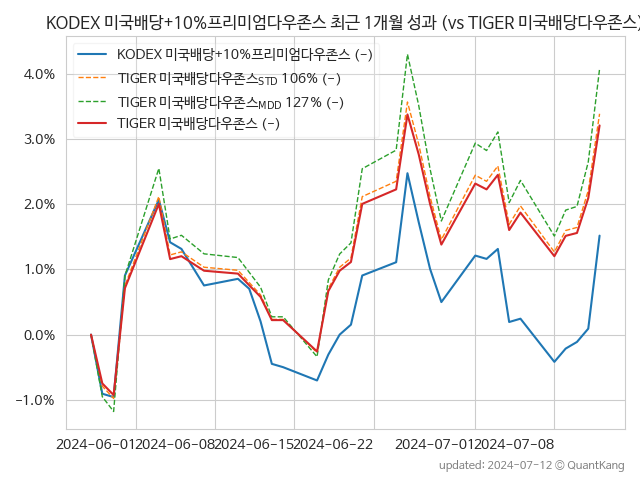 KODEX 미국배당+10%프리미엄다우존스 최근 1개월 성과 (vs TIGER 미국배당다우존스)
KODEX 미국배당+10%프리미엄다우존스 (-)
TIGER 미국배당다우존스STD 106% (-)
TIGER 미국배당다우존스MDD 127% (-)
TIGER 미국배당다우존스 (-)
4.0%
3.0%
2.0%
1.0%
0.0%
-1.0%
2024-06-01 2024-06-08 2024-06-15 2024-06-22 2024-07-01 2024-07-08
updated: 2024-07-12 © QuantKang